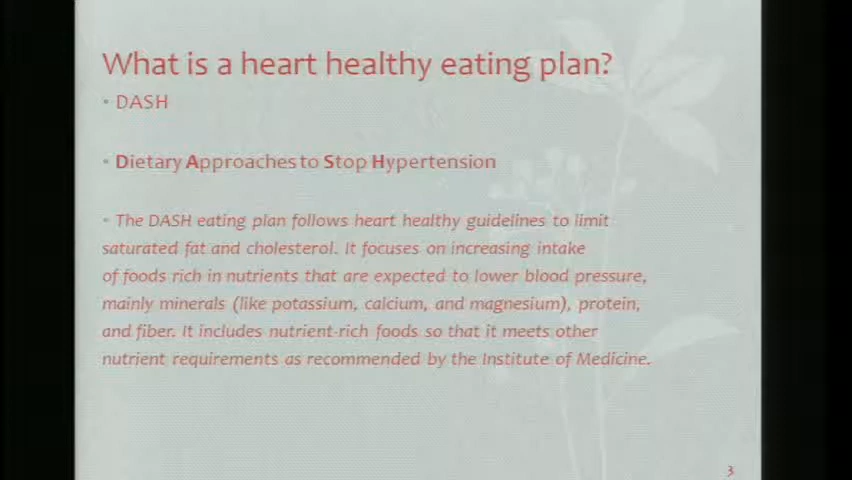 What is a heart healthy eating plan?
• DASH
• Dietary Approaches to Stop Hypertension
• The DASH eating plan follows heart healthy guidelines to limit
saturated fat and cholesterol. It focuses on increasing intake
of foods rich in nutrients that are expected to lower blood pressure,
mainly minerals (like potassium, calcium, and magnesium), protein,
and fiber. It includes nutrient-rich foods so that it meets other
nutrient requirements as recommended by the Institute of Medicine.
3